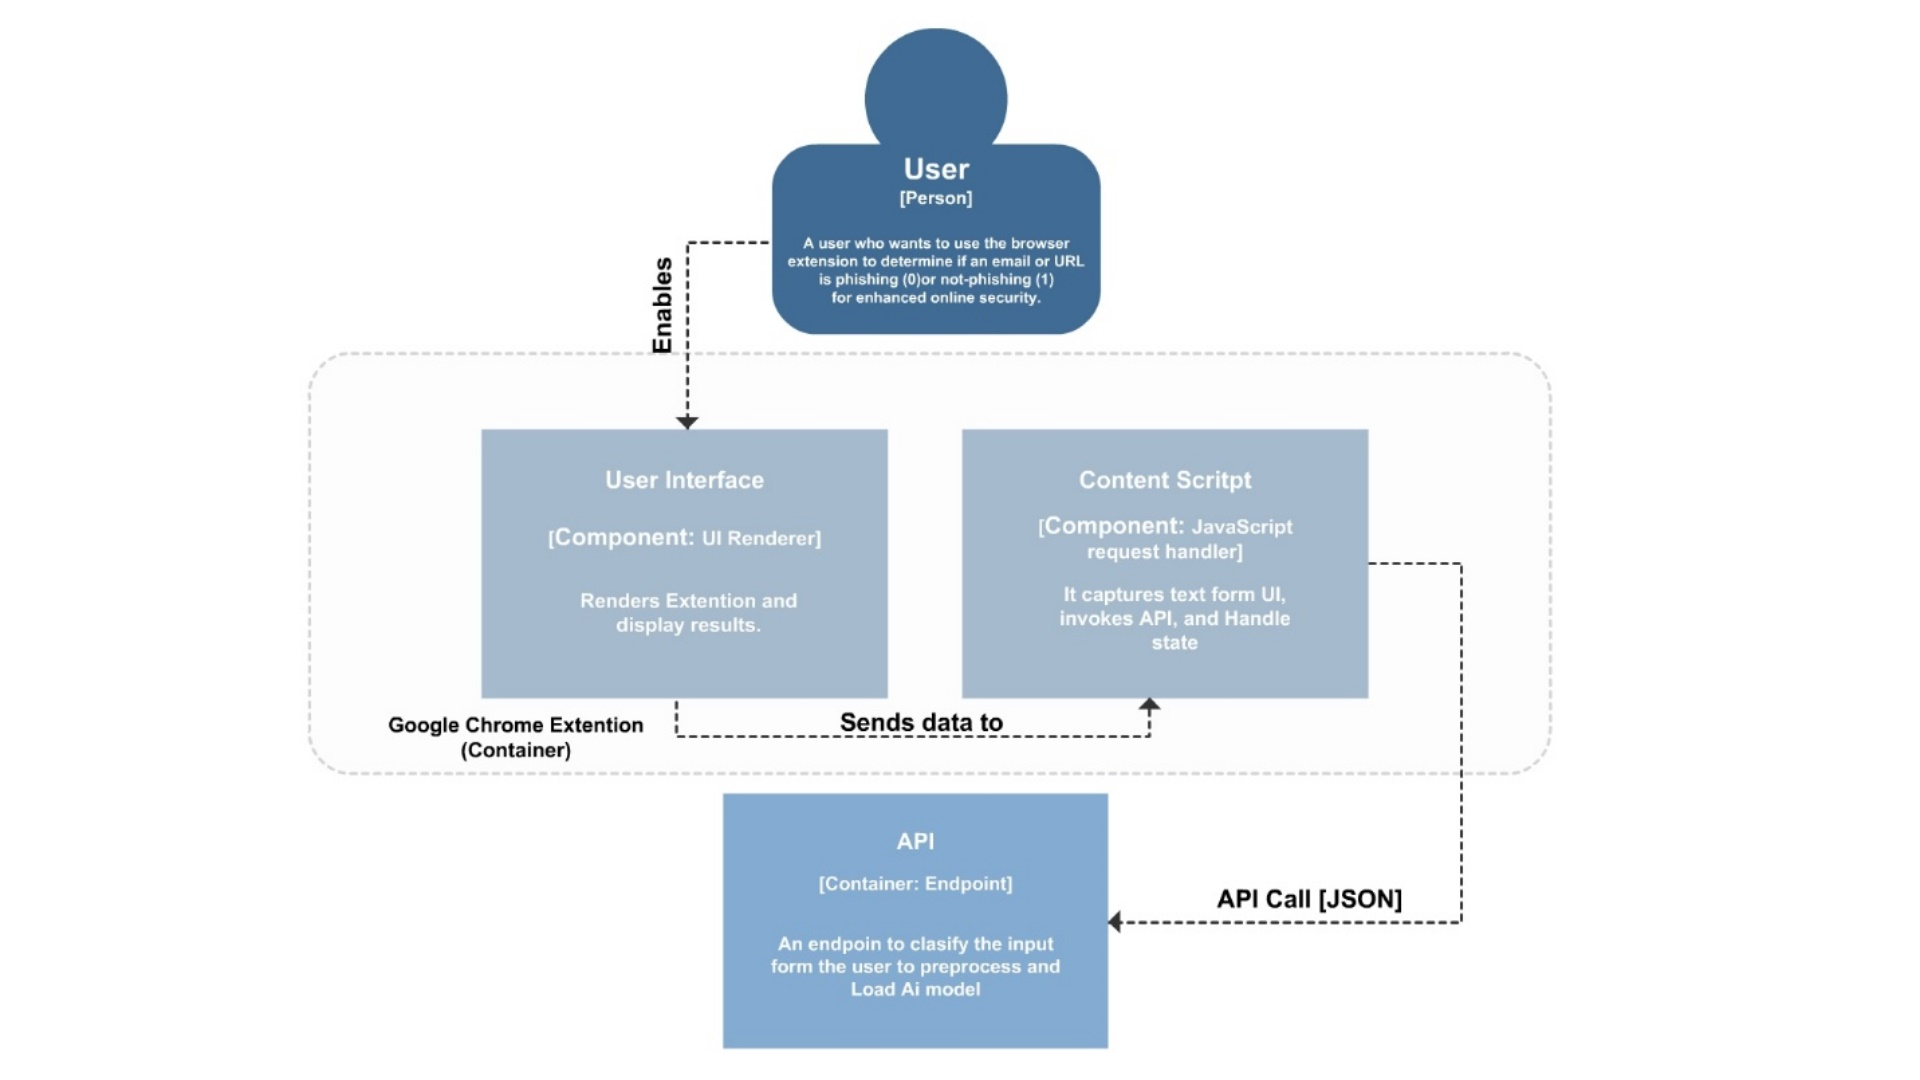 User
[Person]
A user who wants to use the browser
extension to determine if an email or URL
is phishing (0)or not-phishing (1)
for enhanced online security.
Enables
User Interface
[Component: UI Renderer]
Renders Extention and
display results.
Content Scritpt
[Component: JavaScript
request handler]
It captures text form UI,
invokes API, and Handle
state
Google Chrome Extention
(Container)
Sends data to
API
[Container: Endpoint]
An endpoin to clasify the input
form the user to preprocess and
Load Ai model
API Call [JSON]